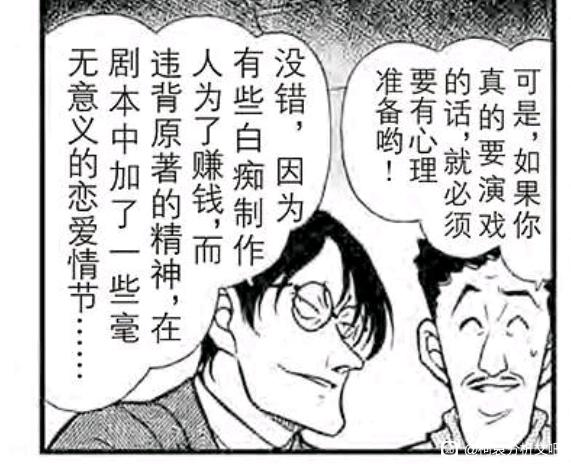 可是，如果你
真的要演戏
的话，就必须
要有心理
准备哟！
没错，因为
有些白痴制作
人为了赚钱，而
违背原著的精神，在
剧本中加了一些毫
无意义的恋爱情节……